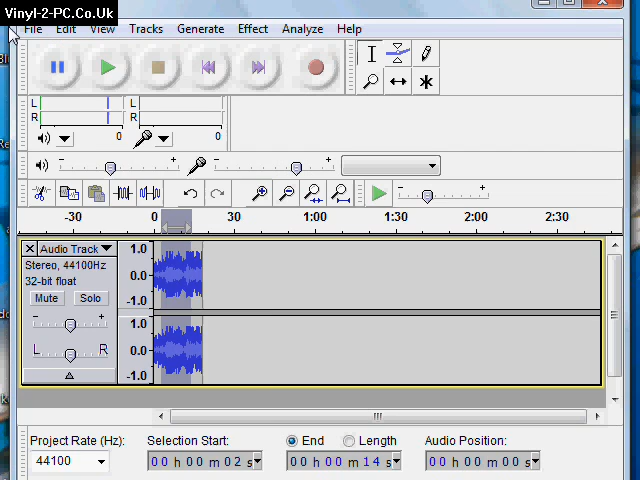 Vinyl-2-PC.Co.Uk
File Edit View Tracks Generate Effect Analyze Help
L L
R R
0 0
- + - +
- +
-30 0 30 1:00 1:30 2:00 2:30
X Audio Track
1.0
Stereo, 44100Hz
32-bit float
0.0
Mute Solo
-1.0
- +
1.0
L R
0.0
-1.0
Project Rate (Hz): Selection Start: End Length Audio Position:
44100 00 h 00 m 02 s 00 h 00 m 14 s 00 h 00 m 00 s